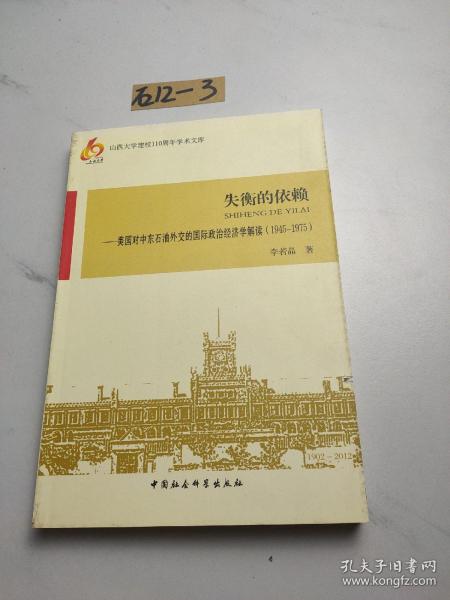 石12-3
山西大学建校110周年学术文库
失衡的依赖
SHIHENG DE YILAI
——美国对中东石油外交的国际政治经济学解读(1945-1975)
李若晶 著
1902-2012
中国社会科学出版社
孔夫子旧书网
www.kongfz.com